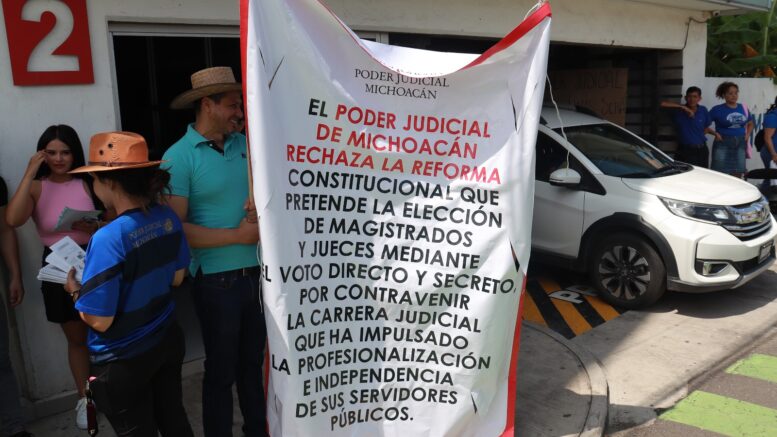 2
PODER JUDICIAL
MICHOACÁN
EL PODER JUDICIAL
DE MICHOACÁN
RECHAZA LA REFORMA
CONSTITUCIONAL QUE
PRETENDE LA ELECCIÓN
DE MAGISTRADOS
Y JUECES MEDIANTE
EL VOTO DIRECTO Y SECRETO,
POR CONTRAVENIR
LA CARRERA JUDICIAL
QUE HA IMPULSADO
LA PROFESIONALIZACIÓN
E INDEPENDENCIA
DE SUS SERVIDORES
PÚBLICOS.